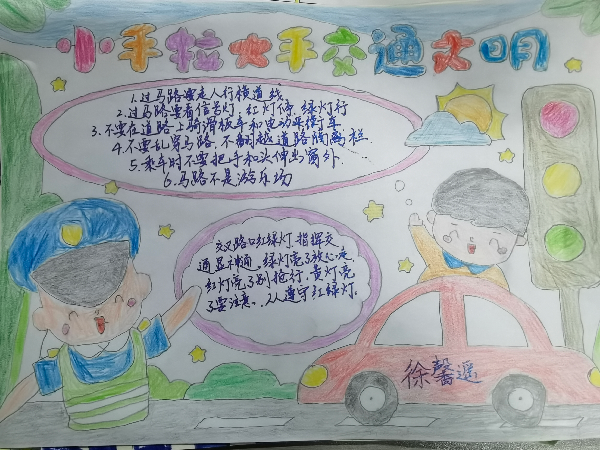 小手拉大手交通文明
1.过马路要走人行横道线
2.过马路要看信号灯,红灯停 绿灯行
3.不要在道路上骑滑板车和电动平衡车
4.不要乱穿马路,不翻越道路隔离栏
5.乘车时不要把手和头伸出窗外
6.马路不是游乐场
交叉路口红绿灯,指挥交
通显神通,绿灯亮了放心走
红灯亮了别抢行,黄灯亮
了要注意,人人遵守红绿灯.
徐馨遥